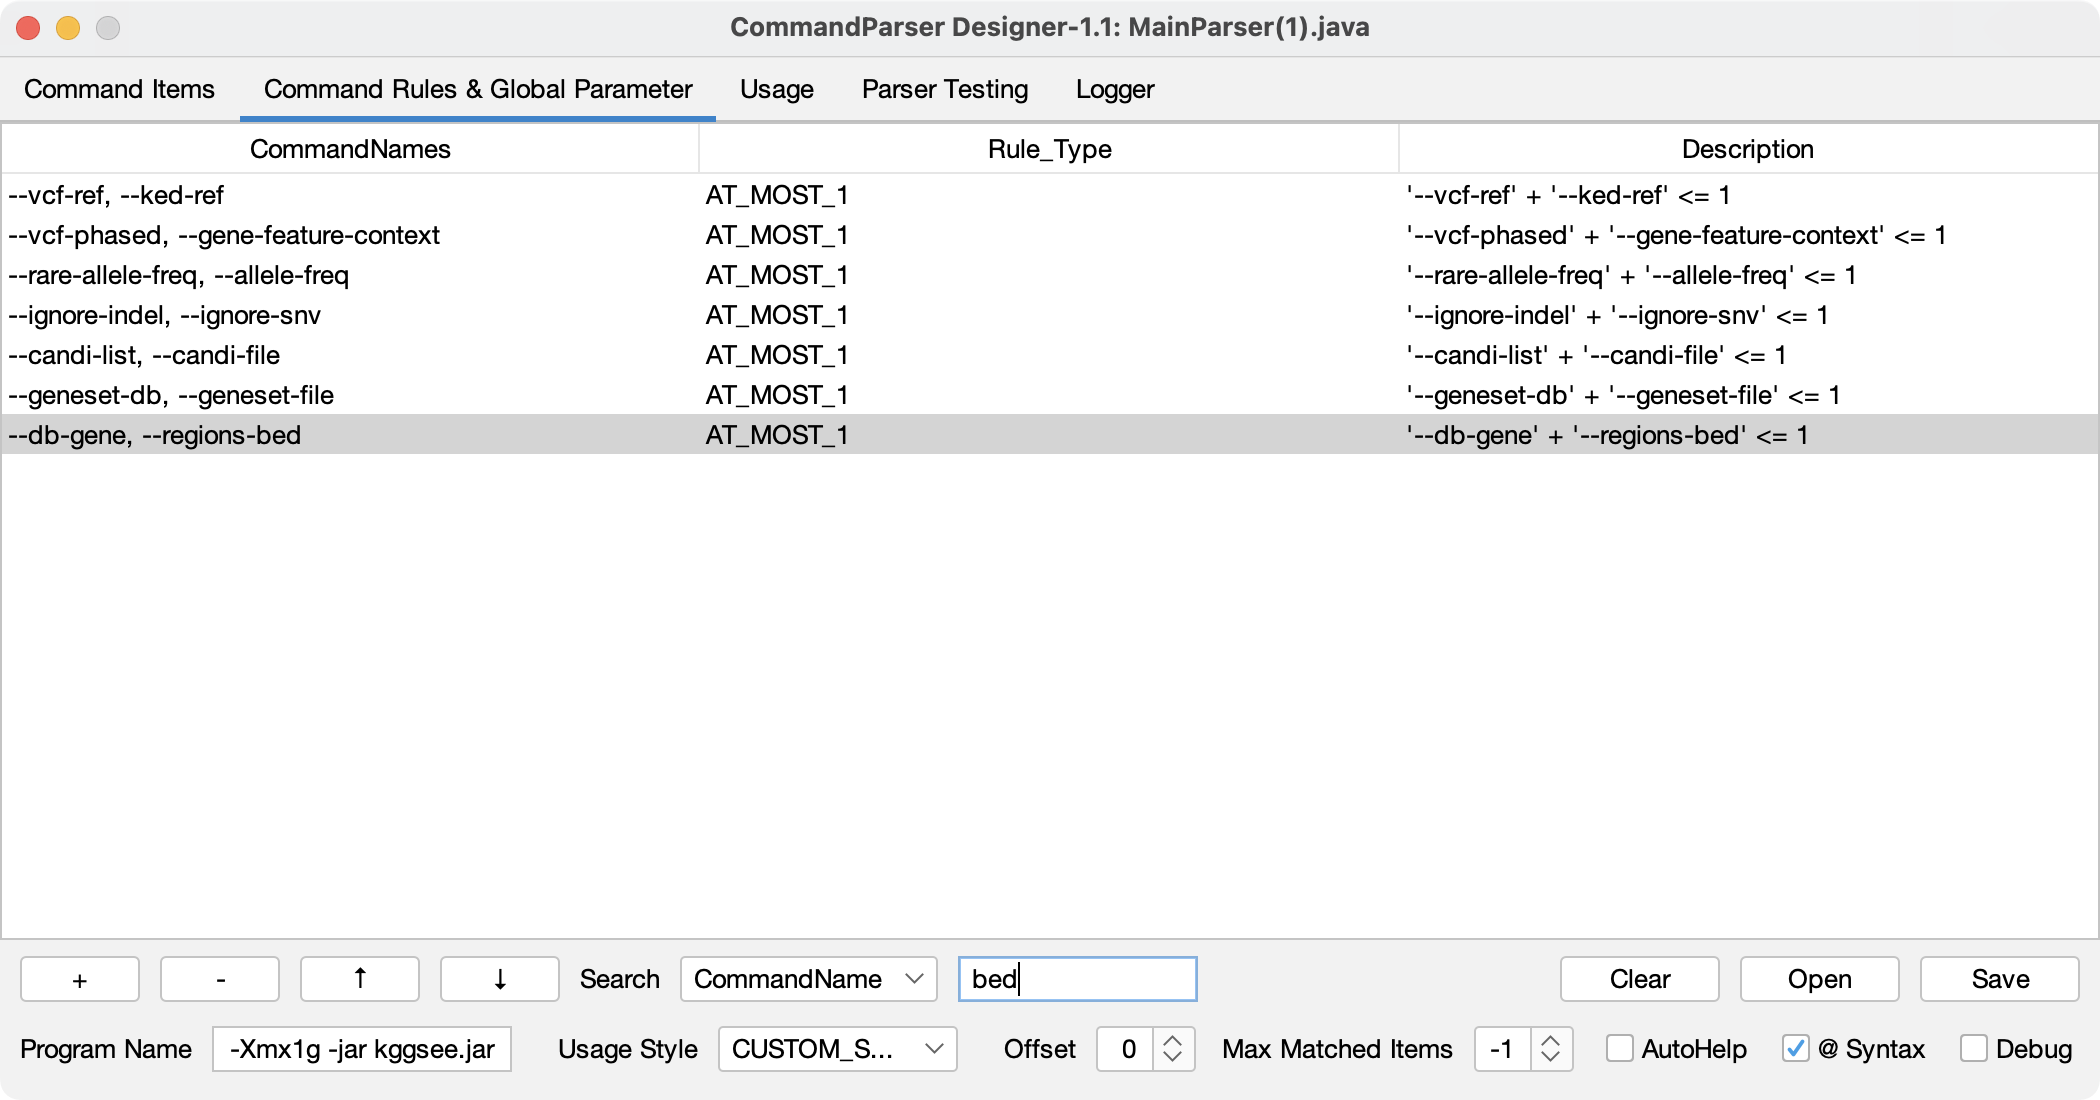 CommandParser Designer-1.1: MainParser(1).java
Command Items Command Rules & Global Parameter Usage Parser Testing Logger
CommandNames Rule_Type Description
--vcf-ref, --ked-ref AT_MOST_1 '--vcf-ref' + '--ked-ref' <= 1
--vcf-phased, --gene-feature-context AT_MOST_1 '--vcf-phased' + '--gene-feature-context' <= 1
--rare-allele-freq, --allele-freq AT_MOST_1 '--rare-allele-freq' + '--allele-freq' <= 1
--ignore-indel, --ignore-snv AT_MOST_1 '--ignore-indel' + '--ignore-snv' <= 1
--candi-list, --candi-file AT_MOST_1 '--candi-list' + '--candi-file' <= 1
--geneset-db, --geneset-file AT_MOST_1 '--geneset-db' + '--geneset-file' <= 1
--db-gene, --regions-bed AT_MOST_1 '--db-gene' + '--regions-bed' <= 1
+ - ↑ ↓ Search CommandName bed Clear Open Save
Program Name -Xmx1g -jar kggsee.jar Usage Style CUSTOM_S... Offset 0 Max Matched Items -1 AutoHelp @ Syntax Debug